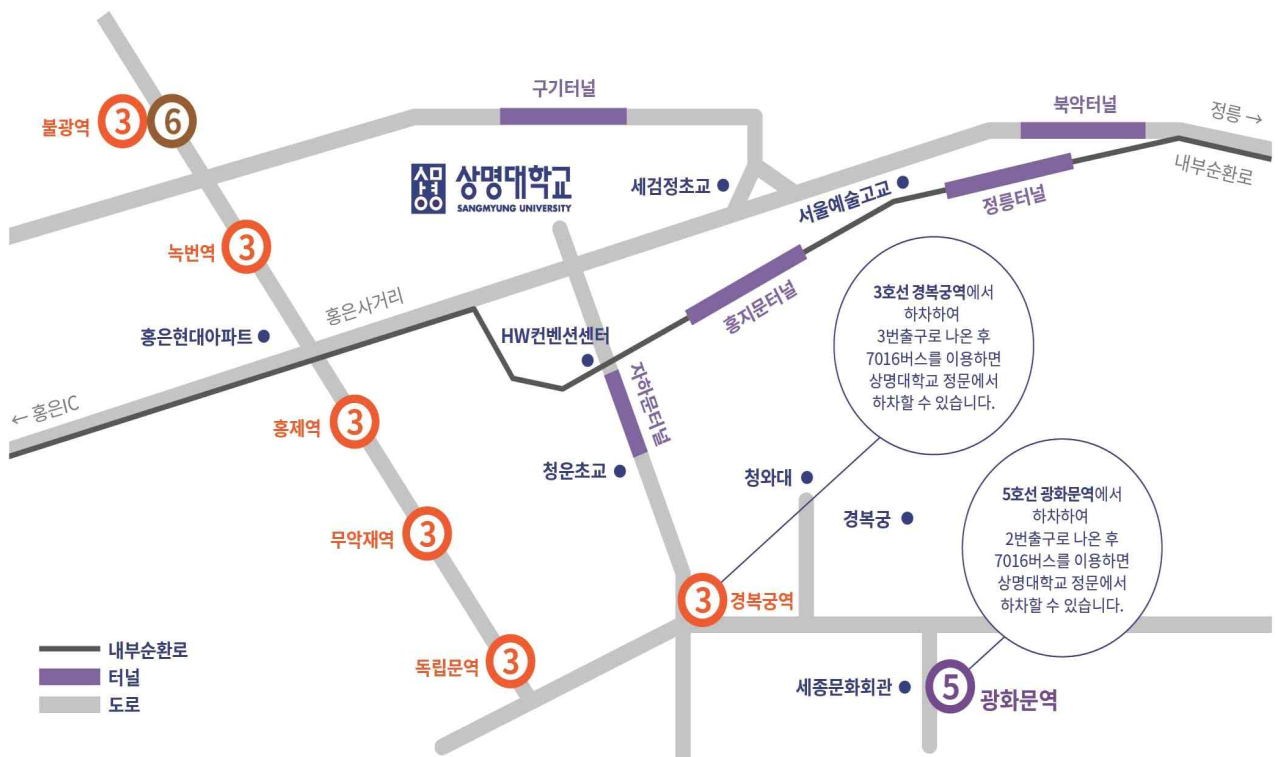 구기터널
북악터널
정릉 →
내부순환로
불광역
3
6
상명
상명대학교
SANGMYUNG UNIVERSITY
세검정초교
서울예술고교
정릉터널
녹번역
3
홍은사거리
홍지문터널
홍은현대아파트
HW컨벤션센터
3호선 경복궁역에서
하차하여
3번출구로 나온 후
7016버스를 이용하면
상명대학교 정문에서
하차할 수 있습니다.
← 홍은IC
홍제역
3
자하문터널
청운초교
청와대
경복궁
5호선 광화문역에서
하차하여
2번출구로 나온 후
7016버스를 이용하면
상명대학교 정문에서
하차할 수 있습니다.
무악재역
3
3
경복궁역
독립문역
3
세종문화회관
5
광화문역
내부순환로
터널
도로